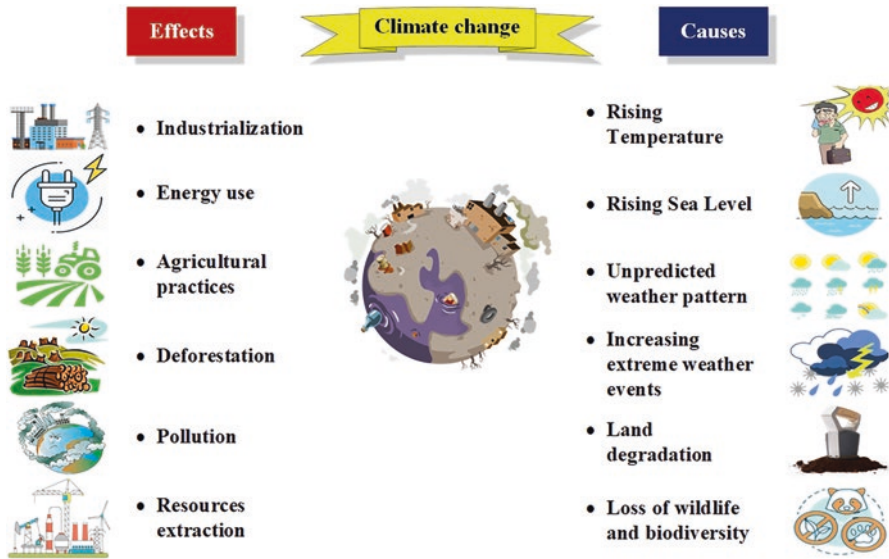 Effects
Climate change
Causes
• Industrialization
• Energy use
• Agricultural
practices
• Deforestation
• Pollution
• Resources
extraction
• Rising
Temperature
• Rising Sea Level
• Unpredicted
weather pattern
• Increasing
extreme weather
events
• Land
degradation
• Loss of wildlife
and biodiversity